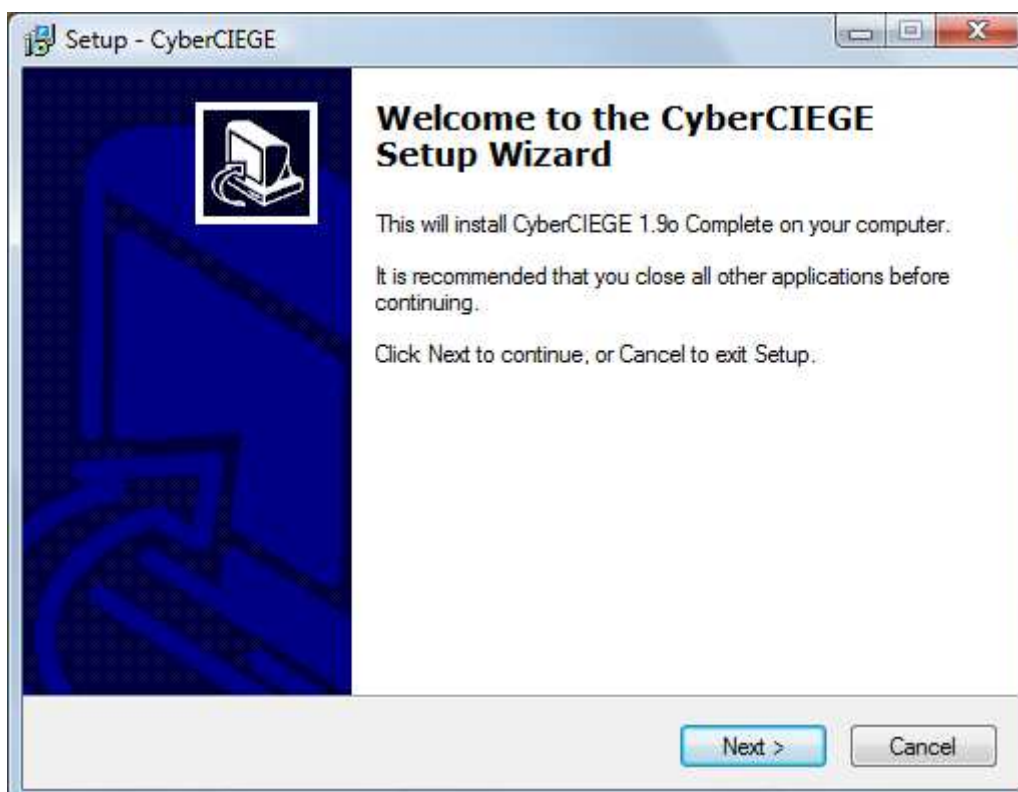 Setup - CyberCIEGE
Welcome to the CyberCIEGE
Setup Wizard
This will install CyberCIEGE 1.9o Complete on your computer.
It is recommended that you close all other applications before
continuing.
Click Next to continue, or Cancel to exit Setup.
Next >
Cancel